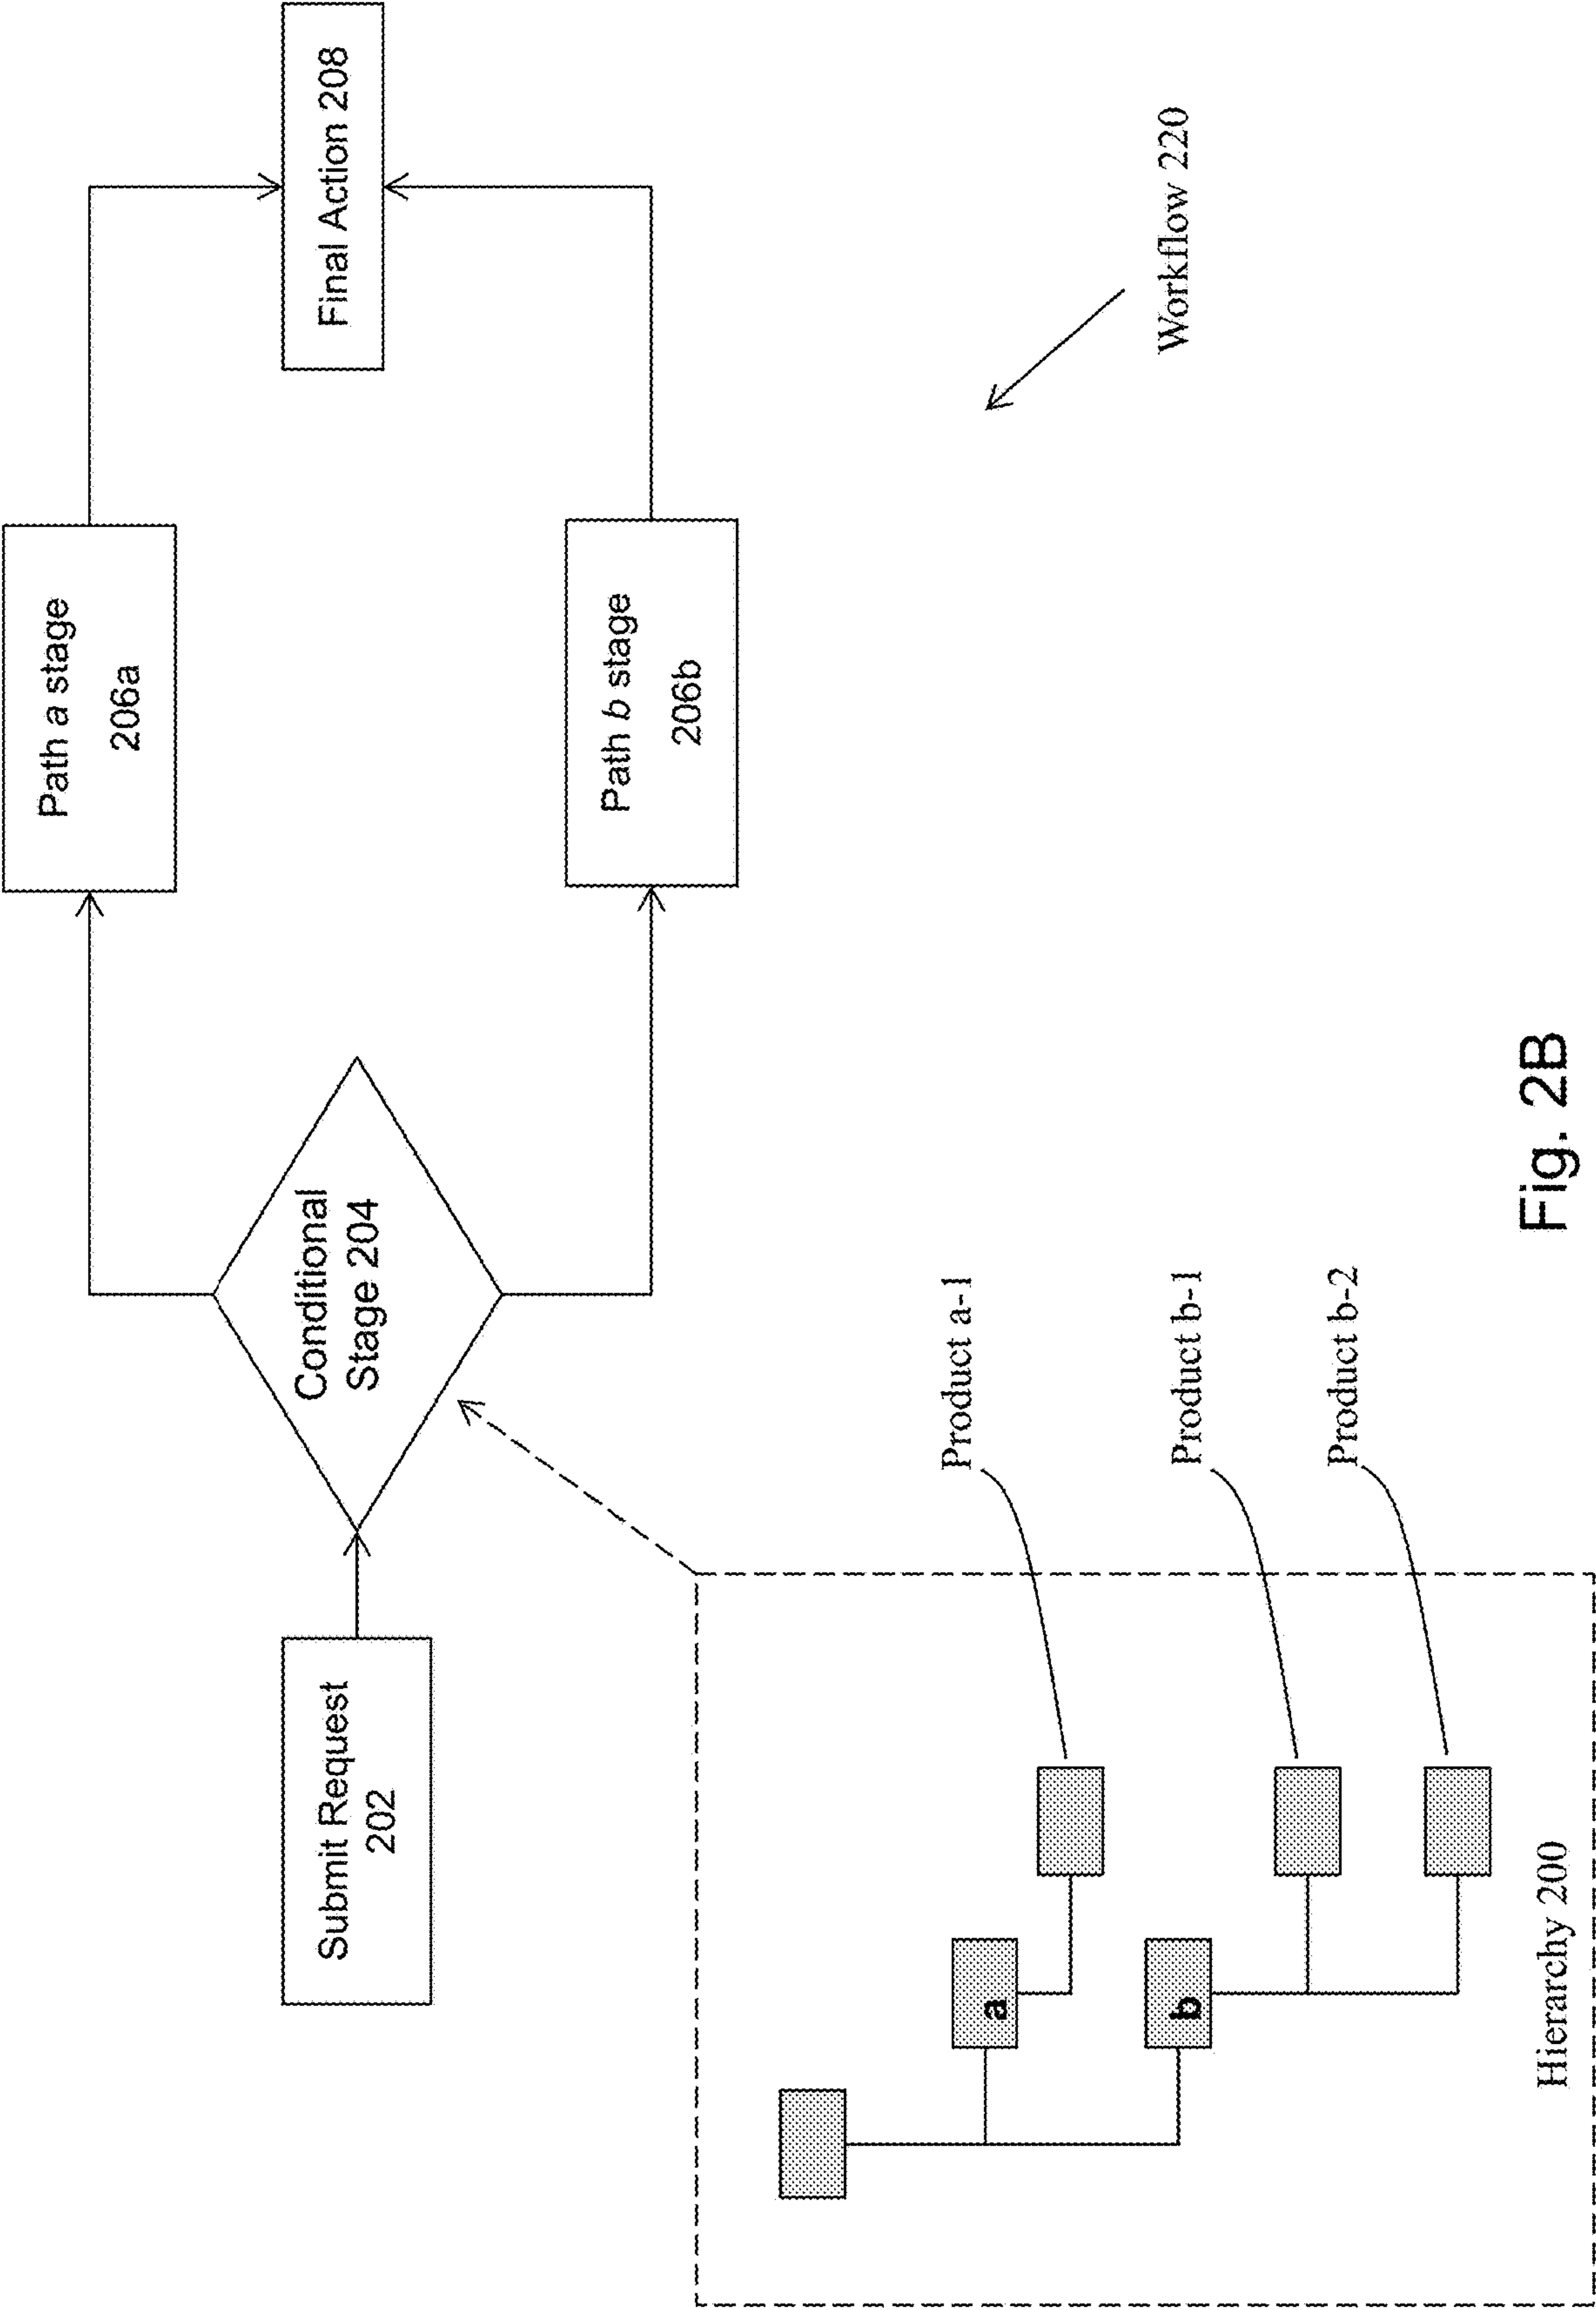 Submit Request
202
Conditional
Stage 204
Path a stage
206a
Path b stage
206b
Final Action 208
a
b
Product a-1
Product b-1
Product b-2
Hierarchy 200
Workflow 220
Fig. 2B